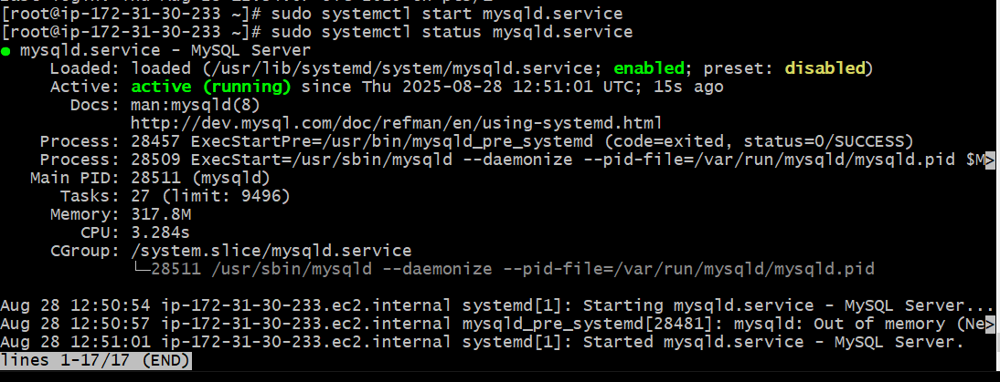 [root@ip-172-31-30-233 ~]# sudo systemctl start mysqld.service
[root@ip-172-31-30-233 ~]# sudo systemctl status mysqld.service
● mysqld.service - MySQL Server
     Loaded: loaded (/usr/lib/systemd/system/mysqld.service; enabled; preset: disabled)
     Active: active (running) since Thu 2025-08-28 12:51:01 UTC; 15s ago
       Docs: man:mysqld(8)
             http://dev.mysql.com/doc/refman/en/using-systemd.html
    Process: 28457 ExecStartPre=/usr/bin/mysqld_pre_systemd (code=exited, status=0/SUCCESS)
    Process: 28509 ExecStart=/usr/sbin/mysqld --daemonize --pid-file=/var/run/mysqld/mysqld.pid $M>
   Main PID: 28511 (mysqld)
      Tasks: 27 (limit: 9496)
     Memory: 317.8M
        CPU: 3.284s
     CGroup: /system.slice/mysqld.service
             └─28511 /usr/sbin/mysqld --daemonize --pid-file=/var/run/mysqld/mysqld.pid
Aug 28 12:50:54 ip-172-31-30-233.ec2.internal systemd[1]: Starting mysqld.service - MySQL Server...
Aug 28 12:50:57 ip-172-31-30-233.ec2.internal mysqld_pre_systemd[28481]: mysqld: Out of memory (Ne>
Aug 28 12:51:01 ip-172-31-30-233.ec2.internal systemd[1]: Started mysqld.service - MySQL Server.
lines 1-17/17 (END)